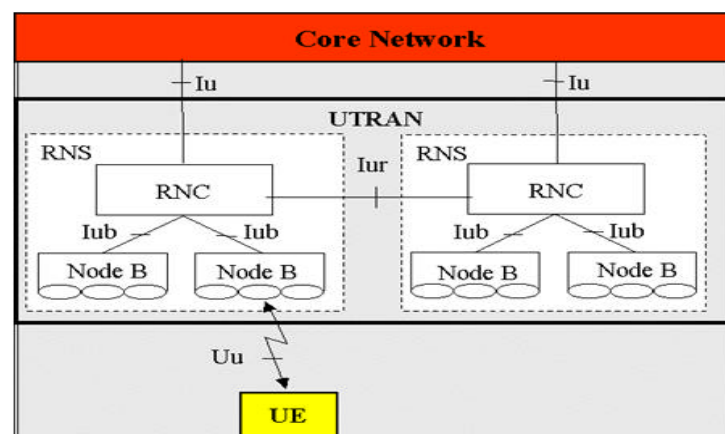 Core Network
Iu Iu
UTRAN
RNS RNS
Iur
RNC RNC
Iub Iub Iub Iub
Node B Node B Node B Node B
Uu
UE